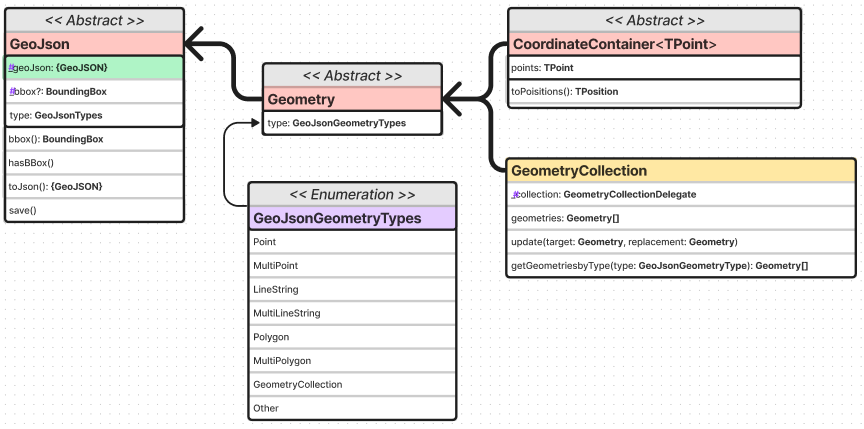 << Abstract >>
GeoJson
#geoJson: {GeoJSON}
#bbox?: BoundingBox
type: GeoJsonTypes
bbox(): BoundingBox
hasBBox()
toJson(): {GeoJSON}
save()
<< Abstract >>
Geometry
type: GeoJsonGeometryTypes
<< Enumeration >>
GeoJsonGeometryTypes
Point
MultiPoint
LineString
MultiLineString
Polygon
MultiPolygon
GeometryCollection
Other
<< Abstract >>
CoordinateContainer<TPoint>
points: TPoint
toPoisitions(): TPosition
GeometryCollection
#collection: GeometryCollectionDelegate
geometries: Geometry[]
update(target: Geometry, replacement: Geometry)
getGeometriesbyType(type: GeoJsonGeometryType): Geometry[]